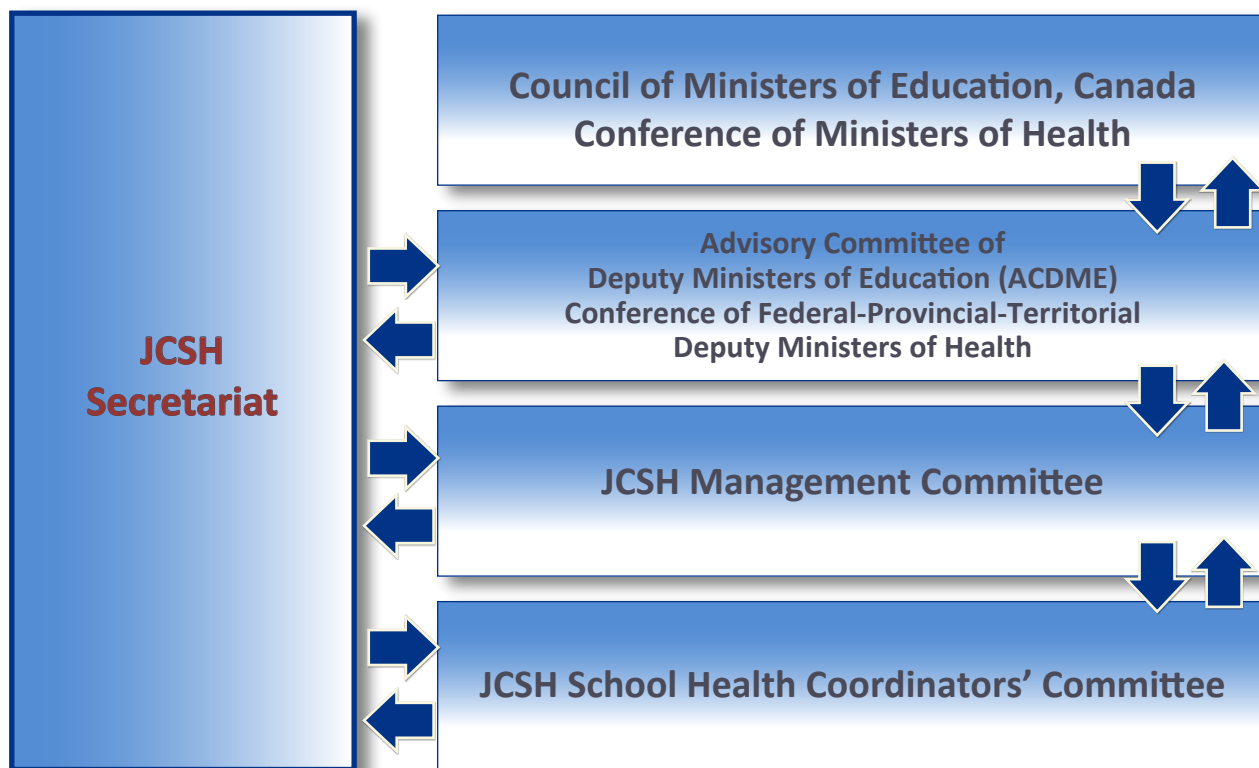 JCSH
Secretariat
Council of Ministers of Education, Canada
Conference of Ministers of Health
Advisory Committee of
Deputy Ministers of Education (ACDME)
Conference of Federal-Provincial-Territorial
Deputy Ministers of Health
JCSH Management Committee
JCSH School Health Coordinators’ Committee